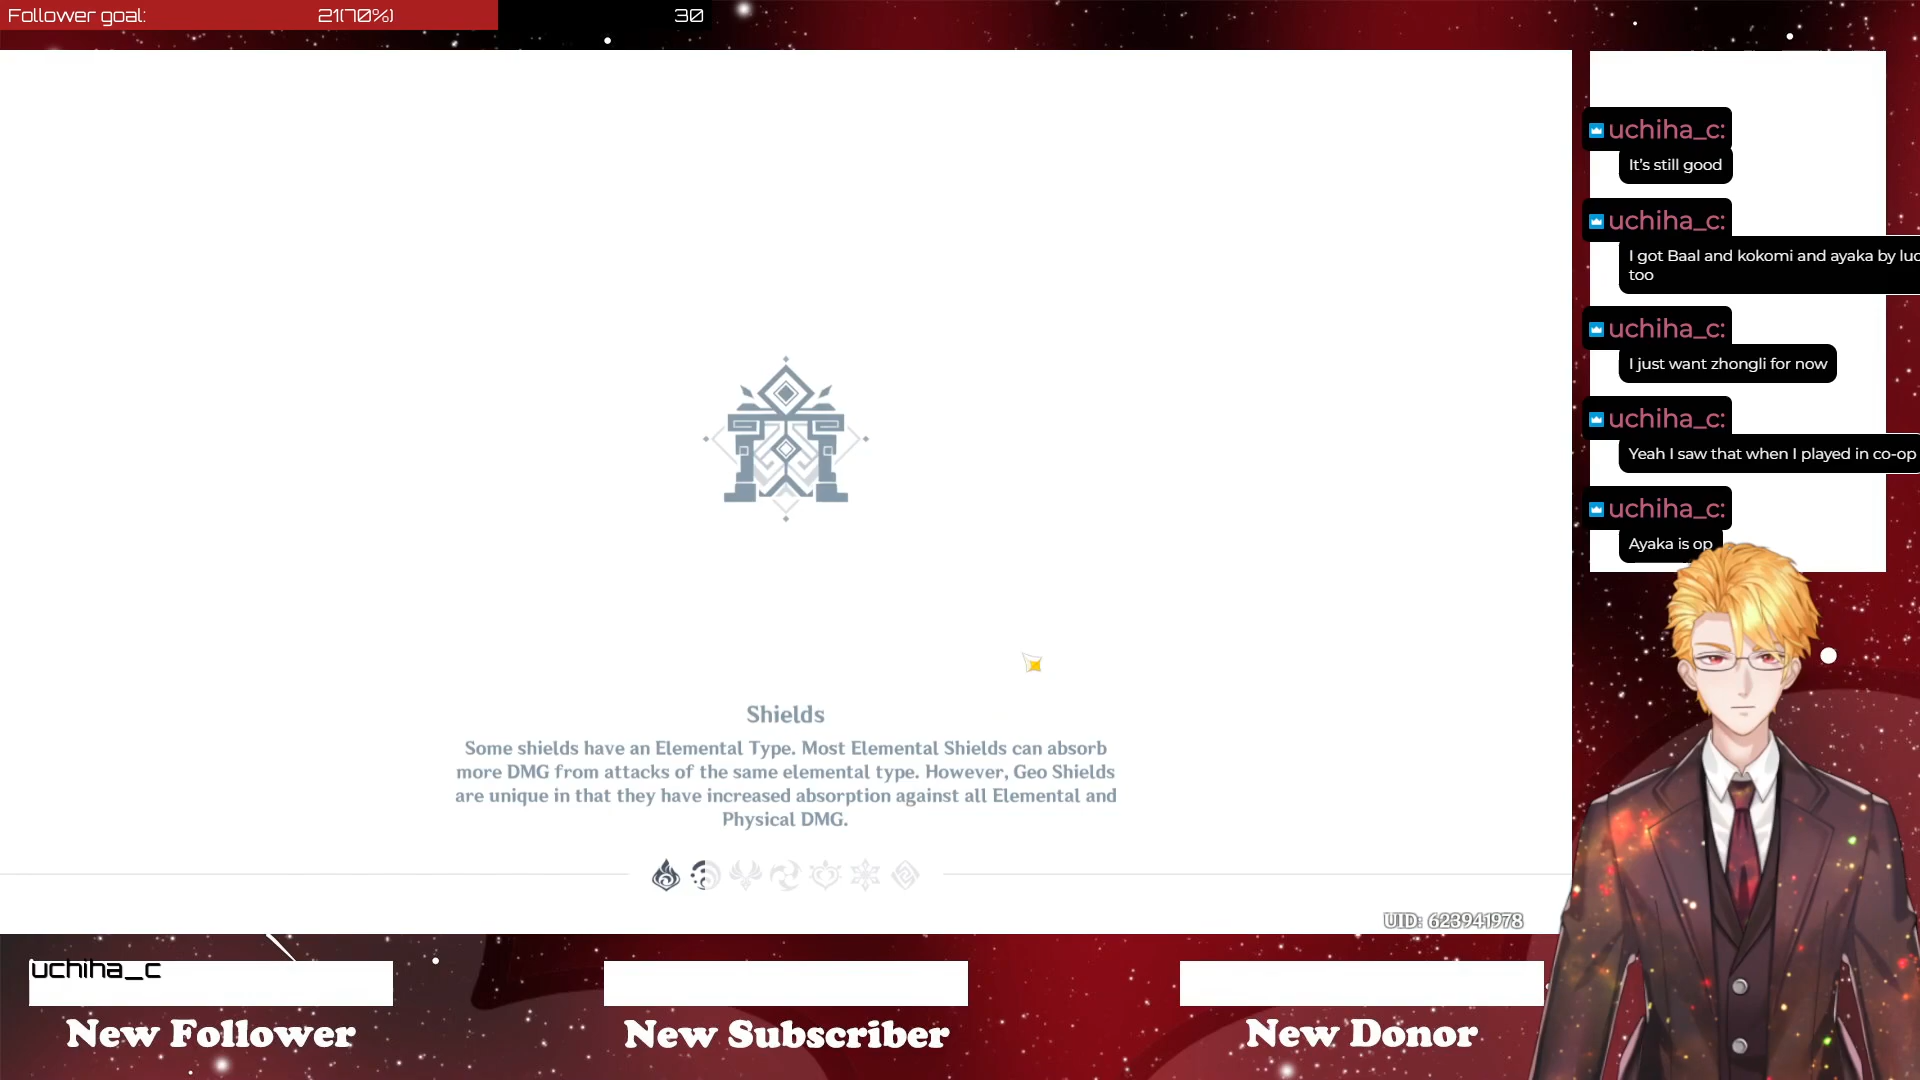 Follower goal: 21(70%) 30
uchiha_c:
It's still good
uchiha_c:
I got Baal and kokomi and ayaka by
too
uchiha_c:
I just want zhongli for now
uchiha_c:
Yeah I saw that when I played in co-op
uchiha_c:
Ayaka is op
Shields
Some shields have an Elemental Type. Most Elemental Shields can absorb
more DMG from attacks of the same elemental type. However, Geo Shields
are unique in that they have increased absorption against all Elemental and
Physical DMG.
UID: 623941978
uchiha_c
New Follower
New Subscriber
New Donor